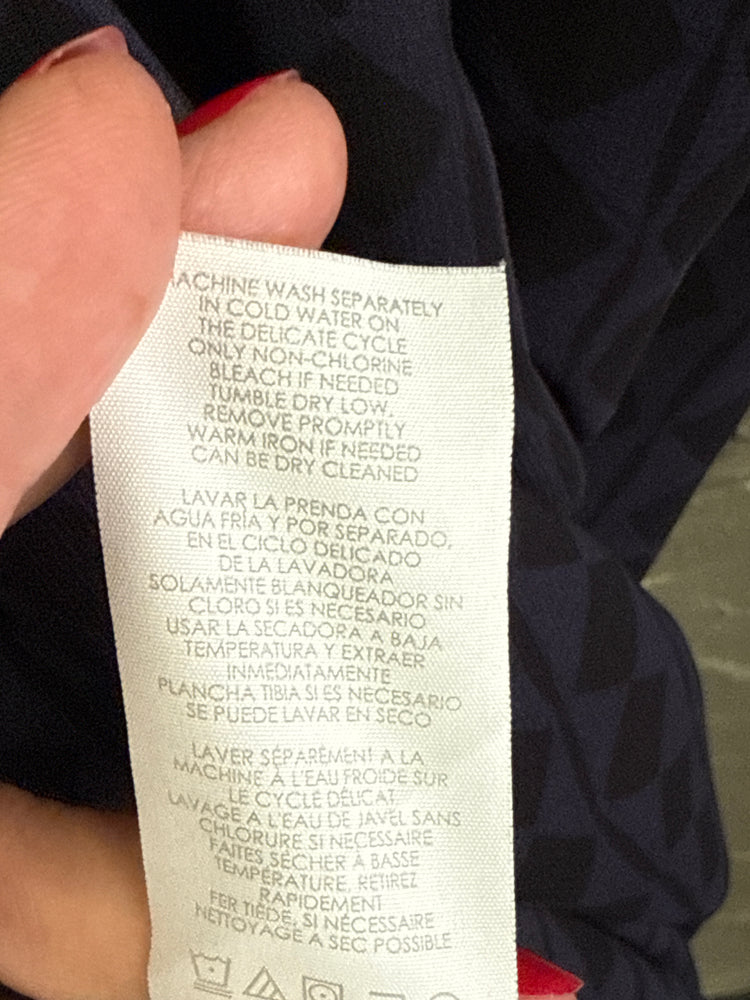 MACHINE WASH SEPARATELY
IN COLD WATER ON
THE DELICATE CYCLE
ONLY NON-CHLORINE
BLEACH IF NEEDED
TUMBLE DRY LOW,
REMOVE PROMPTLY
WARM IRON IF NEEDED
CAN BE DRY CLEANED
LAVAR LA PRENDA CON
AGUA FRÍA Y POR SEPARADO,
EN EL CICLO DELICADO
DE LA LAVADORA
SOLAMENTE BLANQUEADOR SIN
CLORO SI ES NECESARIO
USAR LA SECADORA A BAJA
TEMPERATURA Y EXTRAER
INMEDIATAMENTE
PLANCHA TIBIA SI ES NECESARIO
SE PUEDE LAVAR EN SECO
LAVER SÉPARÉMENT A LA
MACHINE À L'EAU FROIDE SUR
LE CYCLE DÉLICAT,
LAVAGE A L'EAU DE JAVEL SANS
CHLORURE SI NECESSAIRE
FAITES SÉCHER À BASSE
TEMPÉRATURE, RETIREZ
RAPIDEMENT
FER TIÈDE, SI NÉCESSAIRE
NETTOYAGE A SEC POSSIBLE